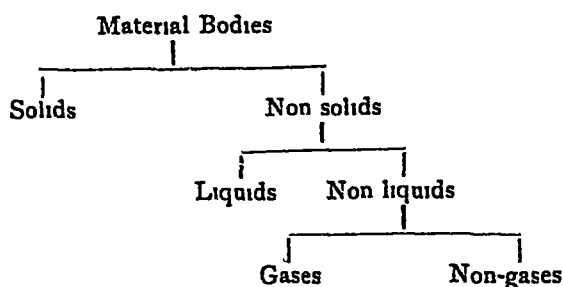 Material Bodies
Solids Non solids
Liquids Non liquids
Gases Non-gases